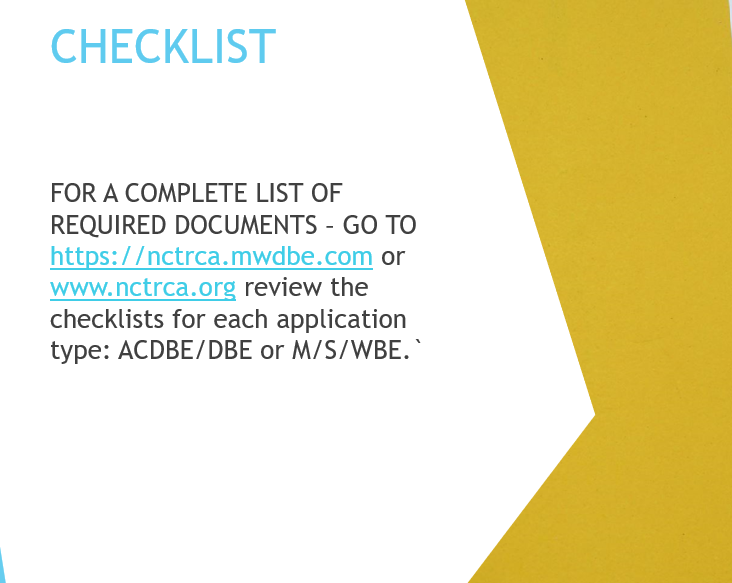 CHECKLIST
FOR A COMPLETE LIST OF
REQUIRED DOCUMENTS – GO TO
https://nctrca.mwdbe.com or
www.nctrca.org review the
checklists for each application
type: ACDBE/DBE or M/S/WBE.`